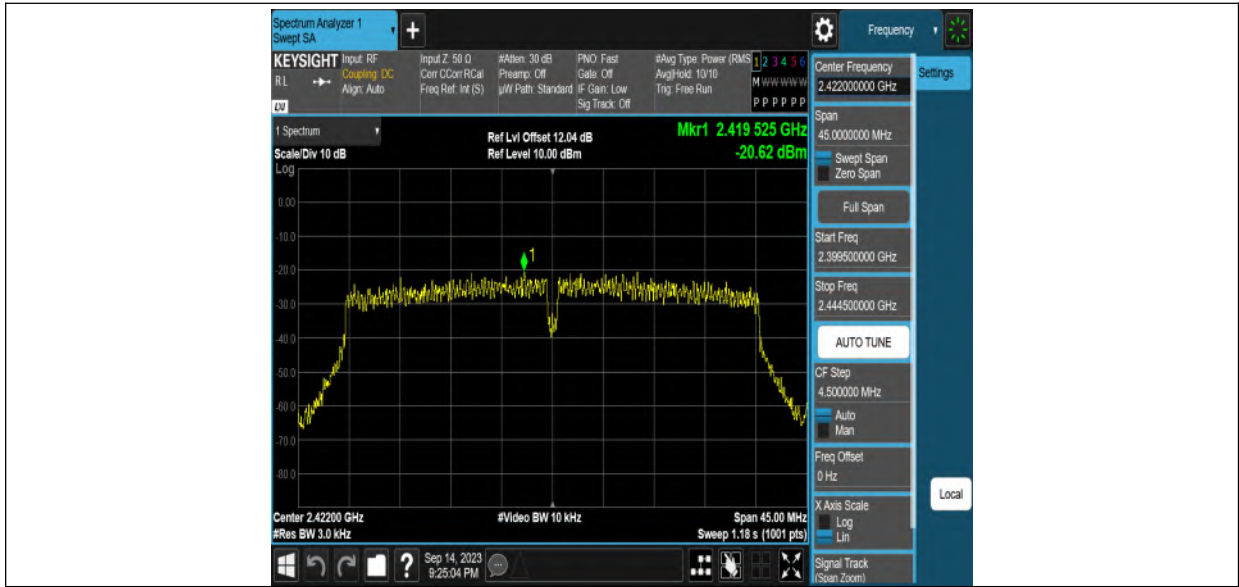 Spectrum Analyzer 1
Swept SA
+
Frequency
KEYSIGHT
R L
LXI
Input: RF
Coupling: DC
Align: Auto
Input Z: 50 Ω
Corr CCorr RCal
Freq Ref: Int (S)
#Atten: 30 dB
Preamp: Off
µW Path: Standard
PNO: Fast
Gate: Off
IF Gain: Low
Sig Track: Off
#Avg Type: Power (RMS
Avg|Hold: 10/10
Trig: Free Run
1 2 3 4 5 6
M W W W W W
P P P P P P
1 Spectrum
Scale/Div 10 dB
Ref Lvl Offset 12.04 dB
Ref Level 10.00 dBm
Mkr1 2.419 525 GHz
-20.62 dBm
Log
0.00
-10.0
-20.0
-30.0
-40.0
-50.0
-60.0
-70.0
-80.0
1
Center 2.42200 GHz
#Res BW 3.0 kHz
#Video BW 10 kHz
Span 45.00 MHz
Sweep 1.18 s (1001 pts)
?
Sep 14, 2023
9:25:04 PM
Center Frequency
2.422000000 GHz
Span
45.0000000 MHz
Swept Span
Zero Span
Full Span
Start Freq
2.399500000 GHz
Stop Freq
2.444500000 GHz
AUTO TUNE
CF Step
4.500000 MHz
Auto
Man
Freq Offset
0 Hz
X Axis Scale
Log
Lin
Signal Track
(Span Zoom)
Settings
Local